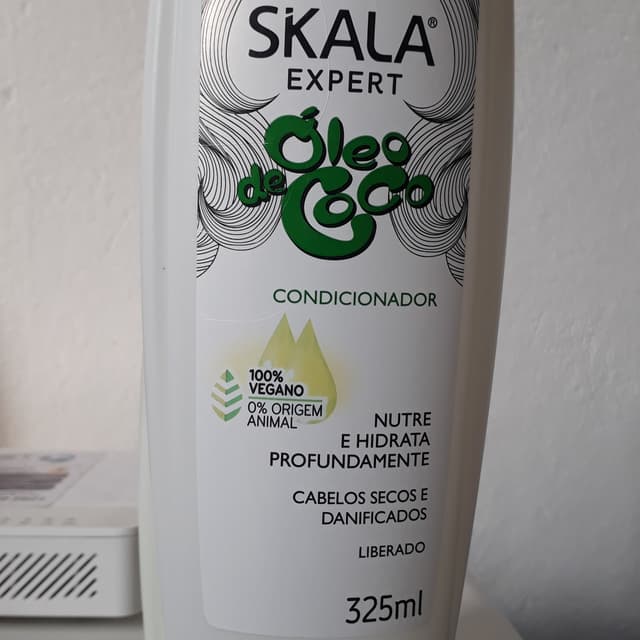 SKALA®
EXPERT
Óleo
de Coco
CONDICIONADOR
100%
VEGANO
0% ORIGEM
ANIMAL
NUTRE
E HIDRATA
PROFUNDAMENTE
CABELOS SECOS E
DANIFICADOS
LIBERADO
325ml